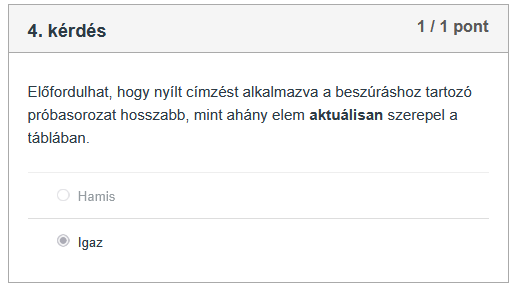 4. kérdés
1 / 1 pont
Előfordulhat, hogy nyílt címzést alkalmazva a beszúráshoz tartozó
próbasorozat hosszabb, mint ahány elem aktuálisan szerepel a
táblában.
Hamis
Igaz